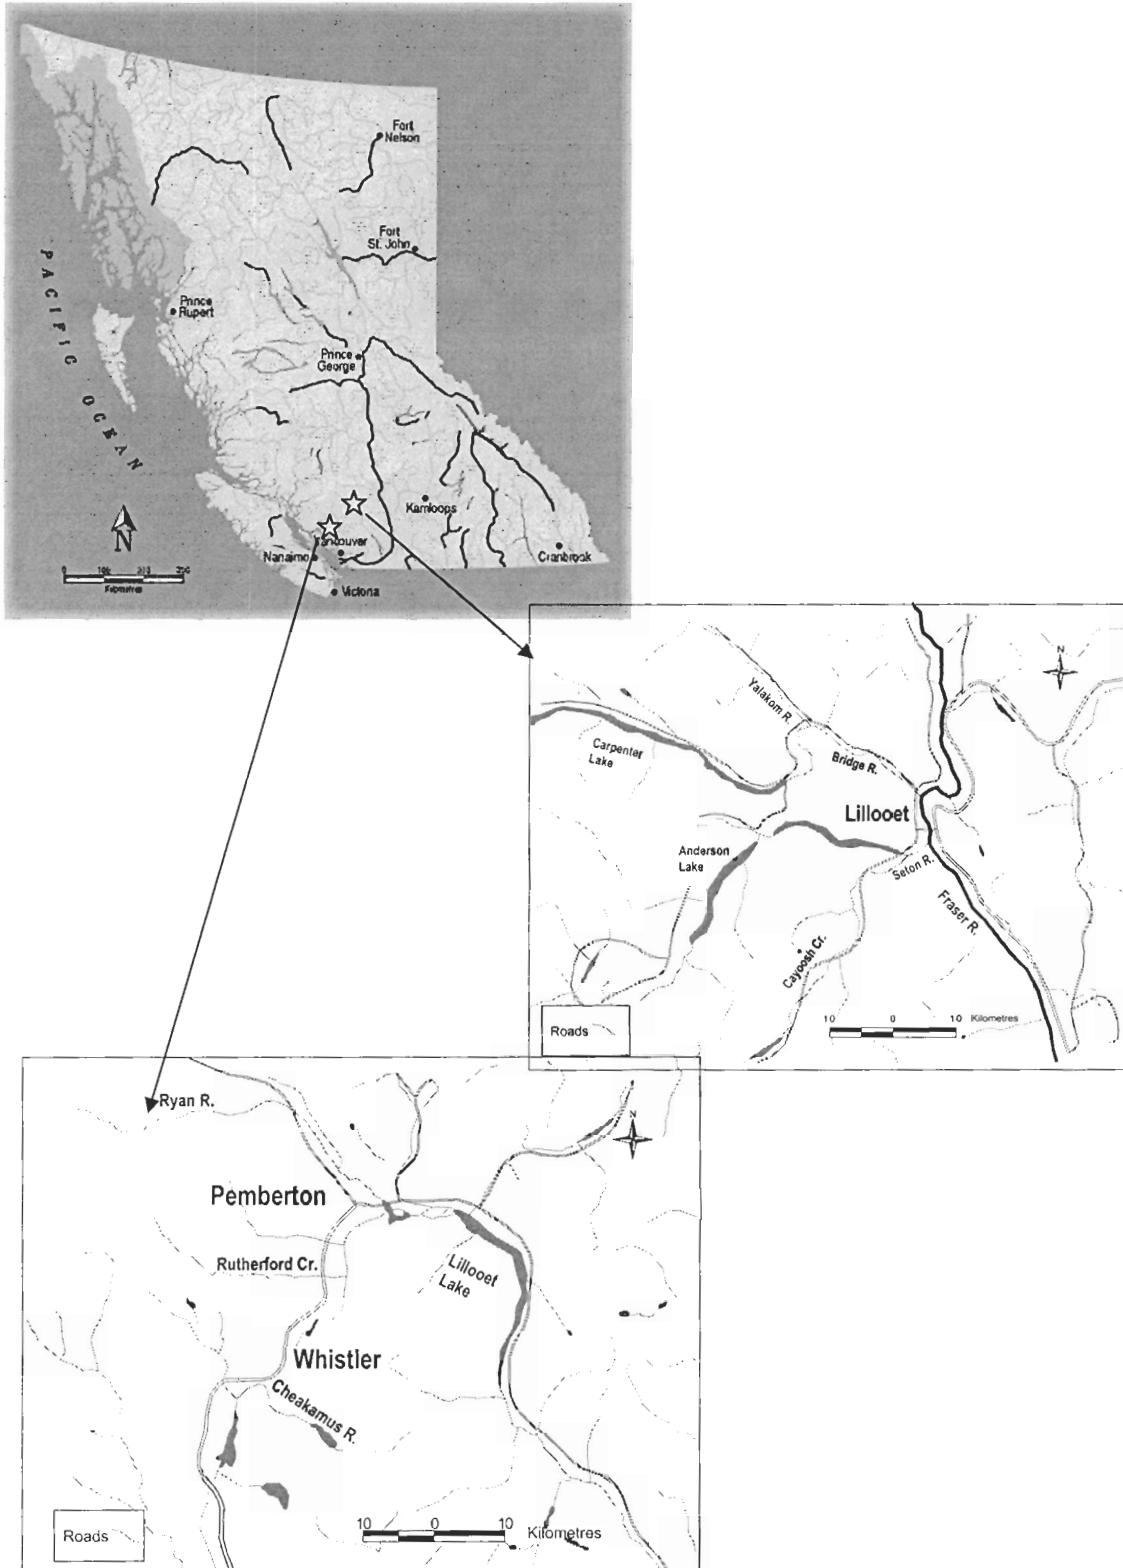 Fort
Nelson
Fort
St. John
Prince
Rupert
Prince
George
PACIFIC OCEAN
Kamloops
Nanaimo
Cranbrook
Victoria
N
0
Kilometres
N
Yalakom R.
Carpenter
Lake
Bridge R.
Lillooet
Anderson
Lake
Seton R.
Fraser R.
Cayoosh Cr.
10 0 10 Kilometres
Roads
Ryan R.
N
Pemberton
Rutherford Cr.
Lillooet
Lake
Whistler
Cheakamus R.
10 0 10 Kilometres
Roads